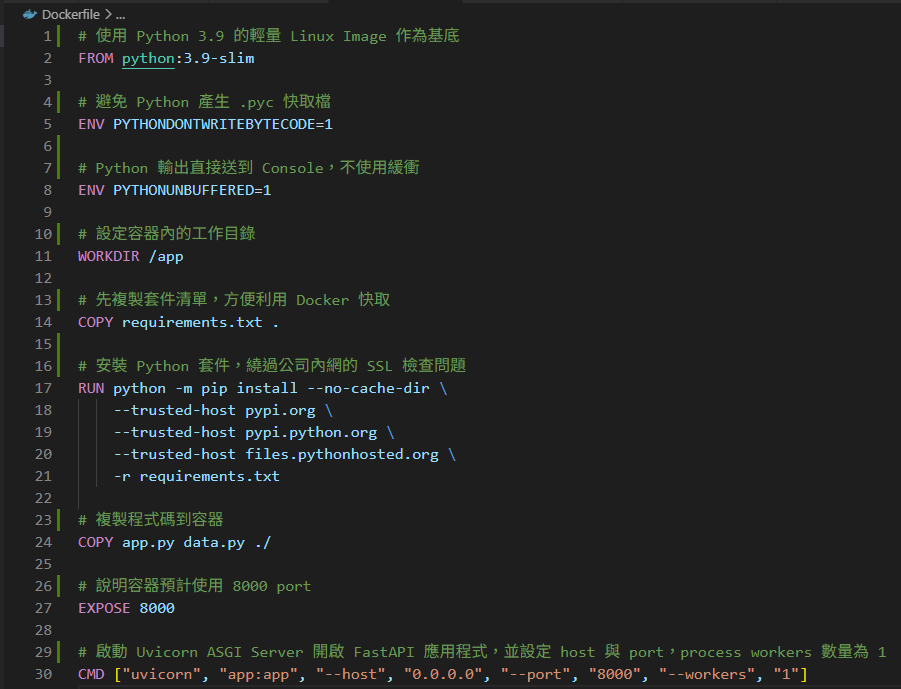 Dockerfile > ...
1 # 使用 Python 3.9 的輕量 Linux Image 作為基底
2 FROM python:3.9-slim
3
4 # 避免 Python 產生 .pyc 快取檔
5 ENV PYTHONDONTWRITEBYTECODE=1
6
7 # Python 輸出直接送到 Console，不使用緩衝
8 ENV PYTHONUNBUFFERED=1
9
10 # 設定容器內的工作目錄
11 WORKDIR /app
12
13 # 先複製套件清單，方便利用 Docker 快取
14 COPY requirements.txt .
15
16 # 安裝 Python 套件，繞過公司內網的 SSL 檢查問題
17 RUN python -m pip install --no-cache-dir \
18     --trusted-host pypi.org \
19     --trusted-host pypi.python.org \
20     --trusted-host files.pythonhosted.org \
21     -r requirements.txt
22
23 # 複製程式碼到容器
24 COPY app.py data.py ./
25
26 # 說明容器預計使用 8000 port
27 EXPOSE 8000
28
29 # 啟動 Uvicorn ASGI Server 開啟 FastAPI 應用程式，並設定 host 與 port，process workers 數量為 1
30 CMD ["uvicorn", "app:app", "--host", "0.0.0.0", "--port", "8000", "--workers", "1"]